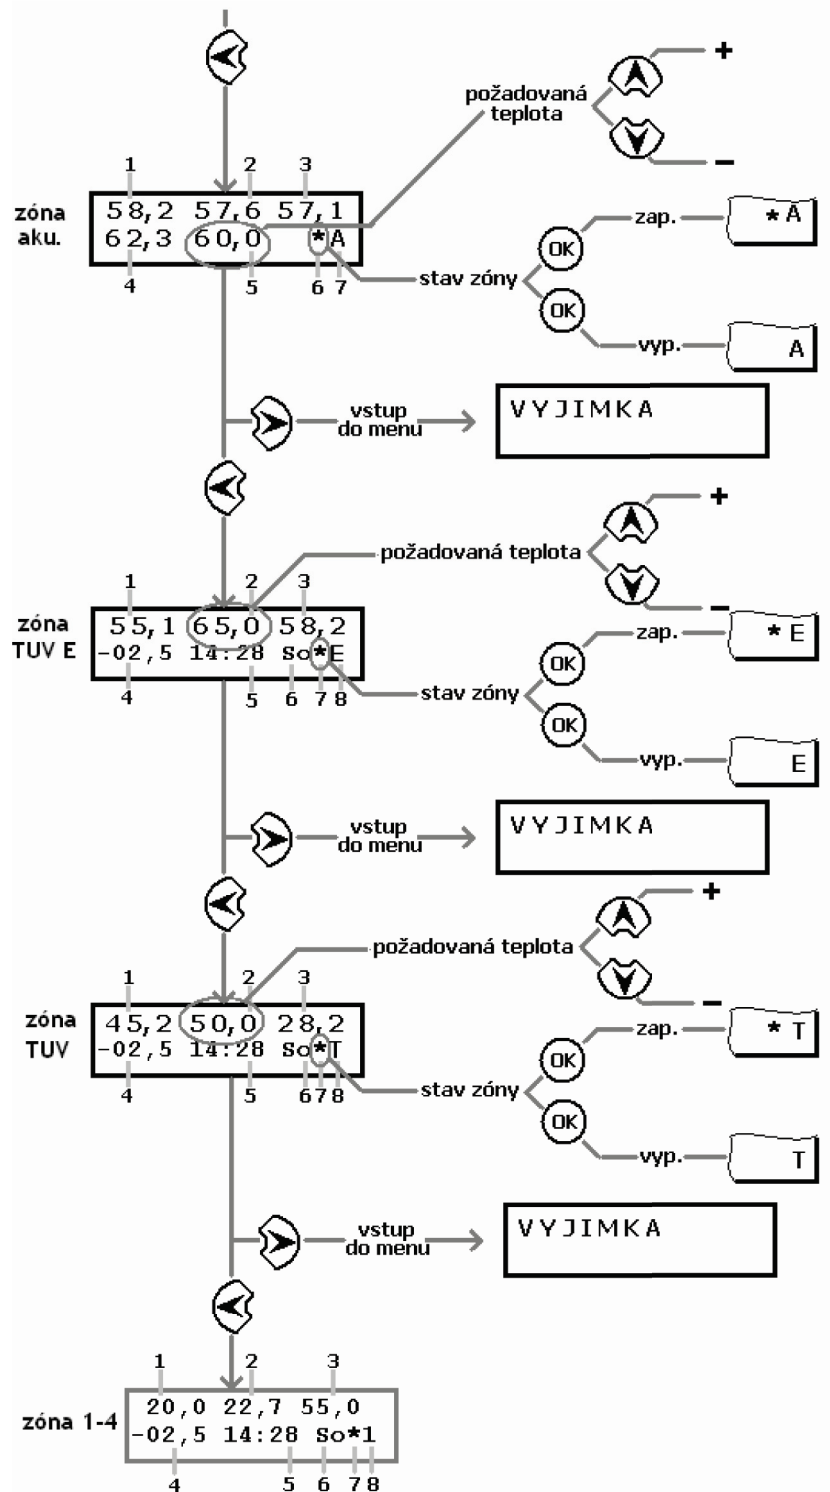 +
požadovaná
teplota
–
1 2 3
zóna
aku.
58,2 57,6 57,1
62,3 60,0 *A
4 5 6 7
zap.
* A
OK
stav zóny
OK
vyp.
A
vstup
do menu
VYJIMKA
+
požadovaná teplota
–
1 2 3
zóna
TUV E
55,1 65,0 58,2
-02,5 14:28 So*E
4 5 6 7 8
zap.
* E
OK
stav zóny
OK
vyp.
E
vstup
do menu
VYJIMKA
+
požadovaná teplota
–
1 2 3
zóna
TUV
45,2 50,0 28,2
-02,5 14:28 So*T
4 5 6 7 8
zap.
* T
OK
stav zóny
OK
vyp.
T
vstup
do menu
VYJIMKA
1 2 3
zóna 1-4
20,0 22,7 55,0
-02,5 14:28 So*1
4 5 6 7 8